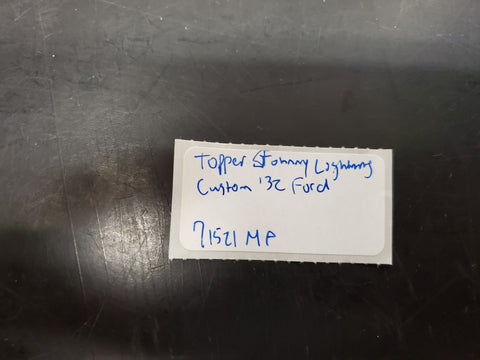 Topper Johnny Lightning
Custom '32 Ford
71521 MP